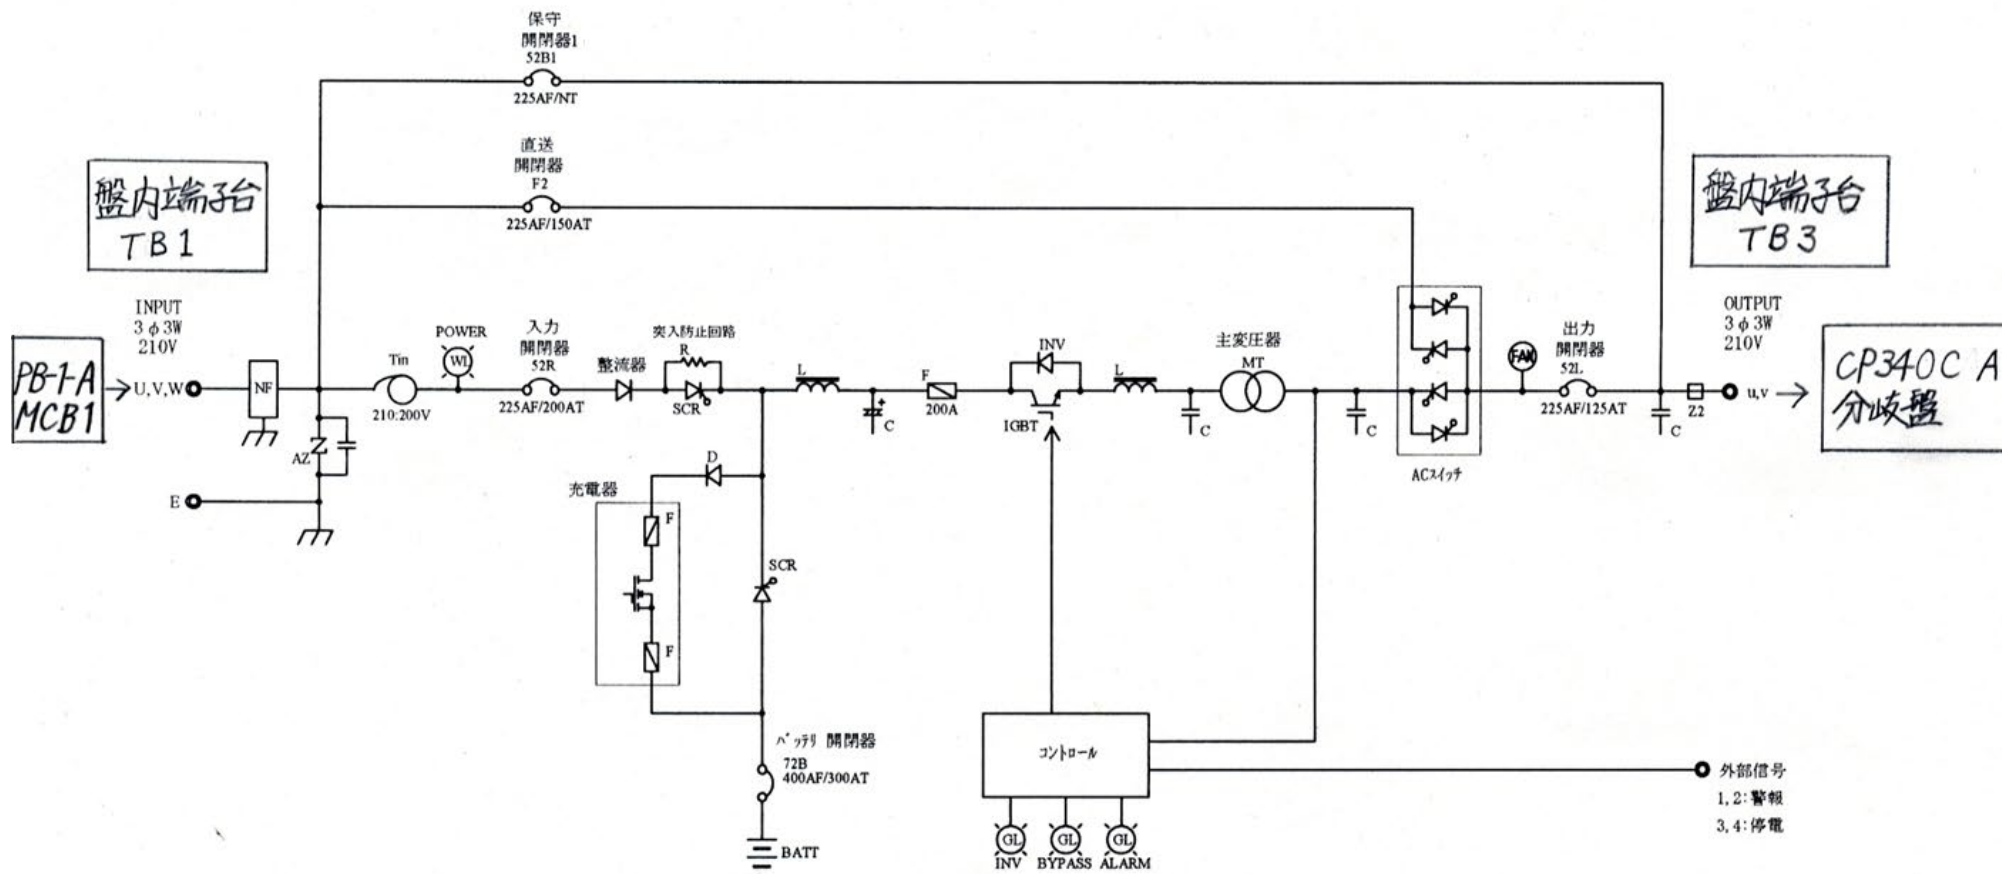 保守
開閉器1
52B1
225AF/NT
直送
開閉器
F2
225AF/150AT
盤内端子台
TB1
盤内端子台
TB3
INPUT
3φ3W
210V
PB-1-A
MCB1
U,V,W
NF
Tin
210:200V
POWER
WL
入力
開閉器
52R
225AF/200AT
整流器
突入防止回路
R
SCR
L
C
F
200A
INV
IGBT
L
C
主変圧器
MT
C
ACスイッチ
FAN
出力
開閉器
52L
225AF/125AT
C
Z2
OUTPUT
3φ3W
210V
u,v
CP340C A
分岐盤
AZ
E
充電器
D
F
F
SCR
バッテリ 開閉器
72B
400AF/300AT
BATT
コントロール
GL
INV
GL
BYPASS
GL
ALARM
外部信号
1,2:警報
3,4:停電